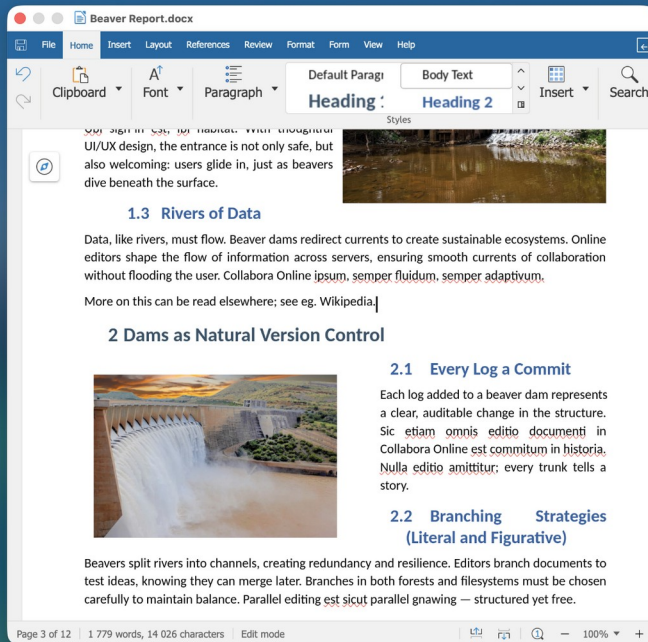 Beaver Report.docx
File Home Insert Layout References Review Format Form View Help
Clipboard Font Paragraph Default Paragr Body Text Heading Heading 2 Insert Search
Styles
UI/UX design, the entrance is not only safe, but
also welcoming: users glide in, just as beavers
dive beneath the surface.
1.3 Rivers of Data
Data, like rivers, must flow. Beaver dams redirect currents to create sustainable ecosystems. Online
editors shape the flow of information across servers, ensuring smooth currents of collaboration
without flooding the user. Collabora Online ipsum, semper fluidum, semper adaptivum.
More on this can be read elsewhere; see eg. Wikipedia.
2 Dams as Natural Version Control
2.1 Every Log a Commit
Each log added to a beaver dam represents
a clear, auditable change in the structure.
Sic etiam omnis editio documenti in
Collabora Online est commitum in historia.
Nulla editio amittitur; every trunk tells a
story.
2.2 Branching Strategies
(Literal and Figurative)
Beavers split rivers into channels, creating redundancy and resilience. Editors branch documents to
test ideas, knowing they can merge later. Branches in both forests and filesystems must be chosen
carefully to maintain balance. Parallel editing est sicut parallel gnawing — structured yet free.
Page 3 of 12 1 779 words, 14 026 characters Edit mode 100%